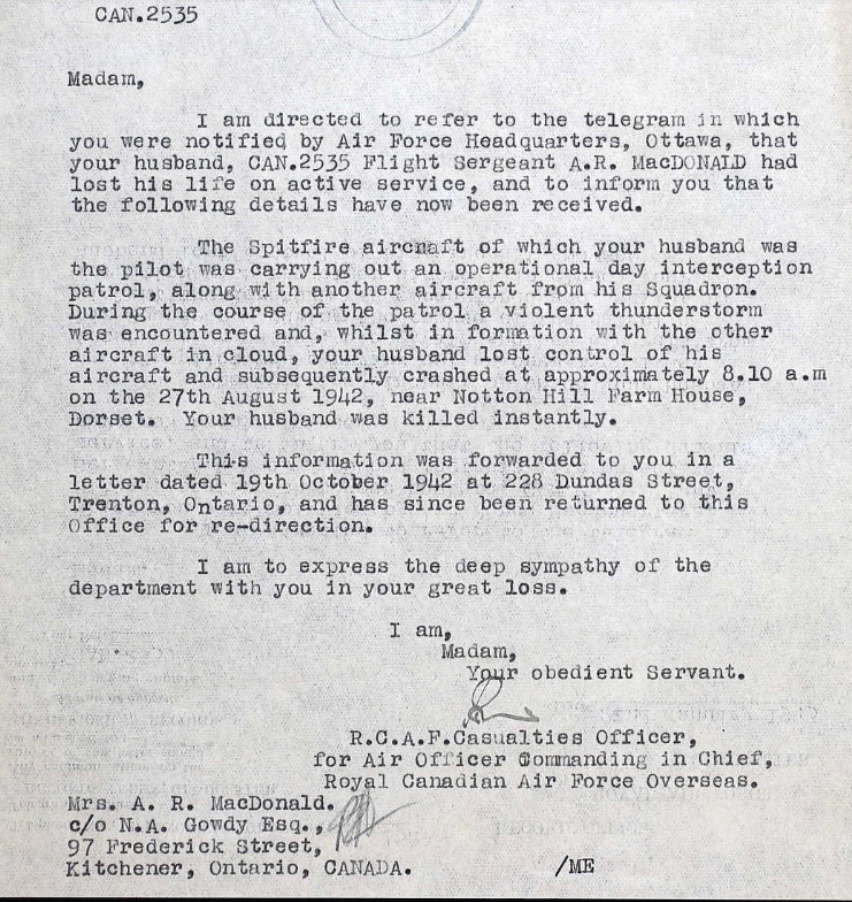 CAN.2535
Madam,
I am directed to refer to the telegram in which
you were notified by Air Force Headquarters, Ottawa, that
your husband, CAN.2535 Flight Sergeant A.R. MacDONALD had
lost his life on active service, and to inform you that
the following details have now been received.
The Spitfire aircraft of which your husband was
the pilot was carrying out an operational day interception
patrol, along with another aircraft from his Squadron.
During the course of the patrol a violent thunderstorm
was encountered and, whilst in formation with the other
aircraft in cloud, your husband lost control of his
aircraft and subsequently crashed at approximately 8.10 a.m
on the 27th August 1942, near Notton Hill Farm House,
Dorset. Your husband was killed instantly.
This information was forwarded to you in a
letter dated 19th October 1942 at 228 Dundas Street,
Trenton, Ontario, and has since been returned to this
Office for re-direction.
I am to express the deep sympathy of the
department with you in your great loss.
I am,
Madam,
Your obedient Servant.
R.C.A.F.Casualties Officer,
for Air Officer Commanding in Chief,
Royal Canadian Air Force Overseas.
Mrs. A. R. MacDonald.
c/o N.A. Gowdy Esq.,
97 Frederick Street,
Kitchener, Ontario, CANADA.
/ME